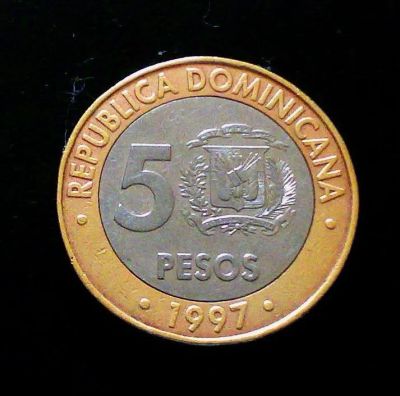 REPUBLICA DOMINICANA
5
PESOS
1997